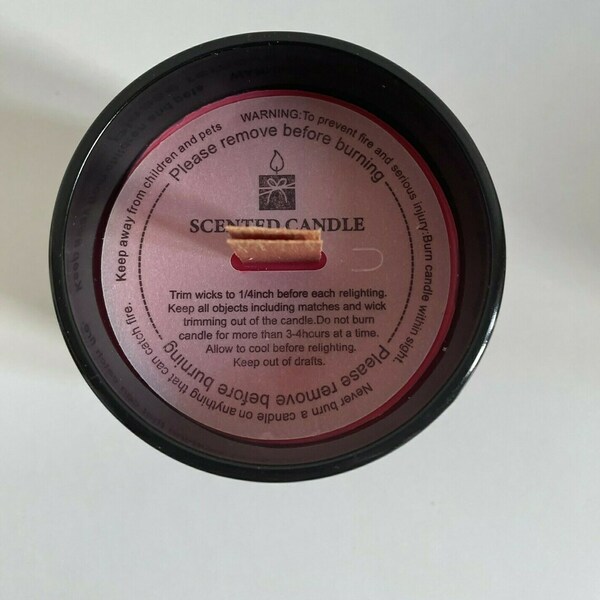 WARNING:To prevent fire and serious injury:Burn candle within sight.
Never burn a candle on anything that can catch fire.
Keep away from children and pets
Please remove before burning
SCENTED CANDLE
Trim wicks to 1/4inch before each relighting.
Keep all objects including matches and wick
trimming out of the candle.Do not burn
candle for more than 3-4hours at a time.
Allow to cool before relighting.
Keep out of drafts.
Please remove before burning